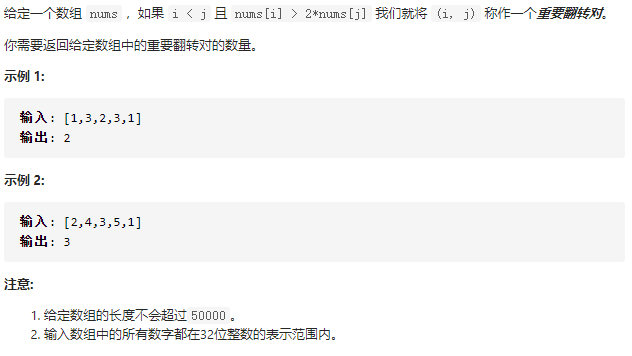 给定一个数组 nums ，如果 i < j 且 nums[i] > 2*nums[j] 我们就将 (i, j) 称作一个重要翻转对。
你需要返回给定数组中的重要翻转对的数量。
示例 1:
输入: [1,3,2,3,1]
输出: 2
示例 2:
输入: [2,4,3,5,1]
输出: 3
注意:
1. 给定数组的长度不会超过50000。
2. 输入数组中的所有数字都在32位整数的表示范围内。